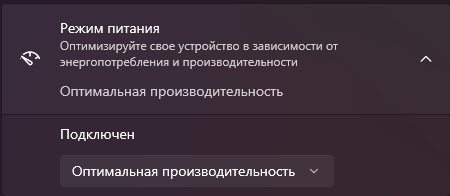 Режим питания
Оптимизируйте свое устройство в зависимости от
энергопотребления и производительности
Оптимальная производительность
Подключен
Оптимальная производительность